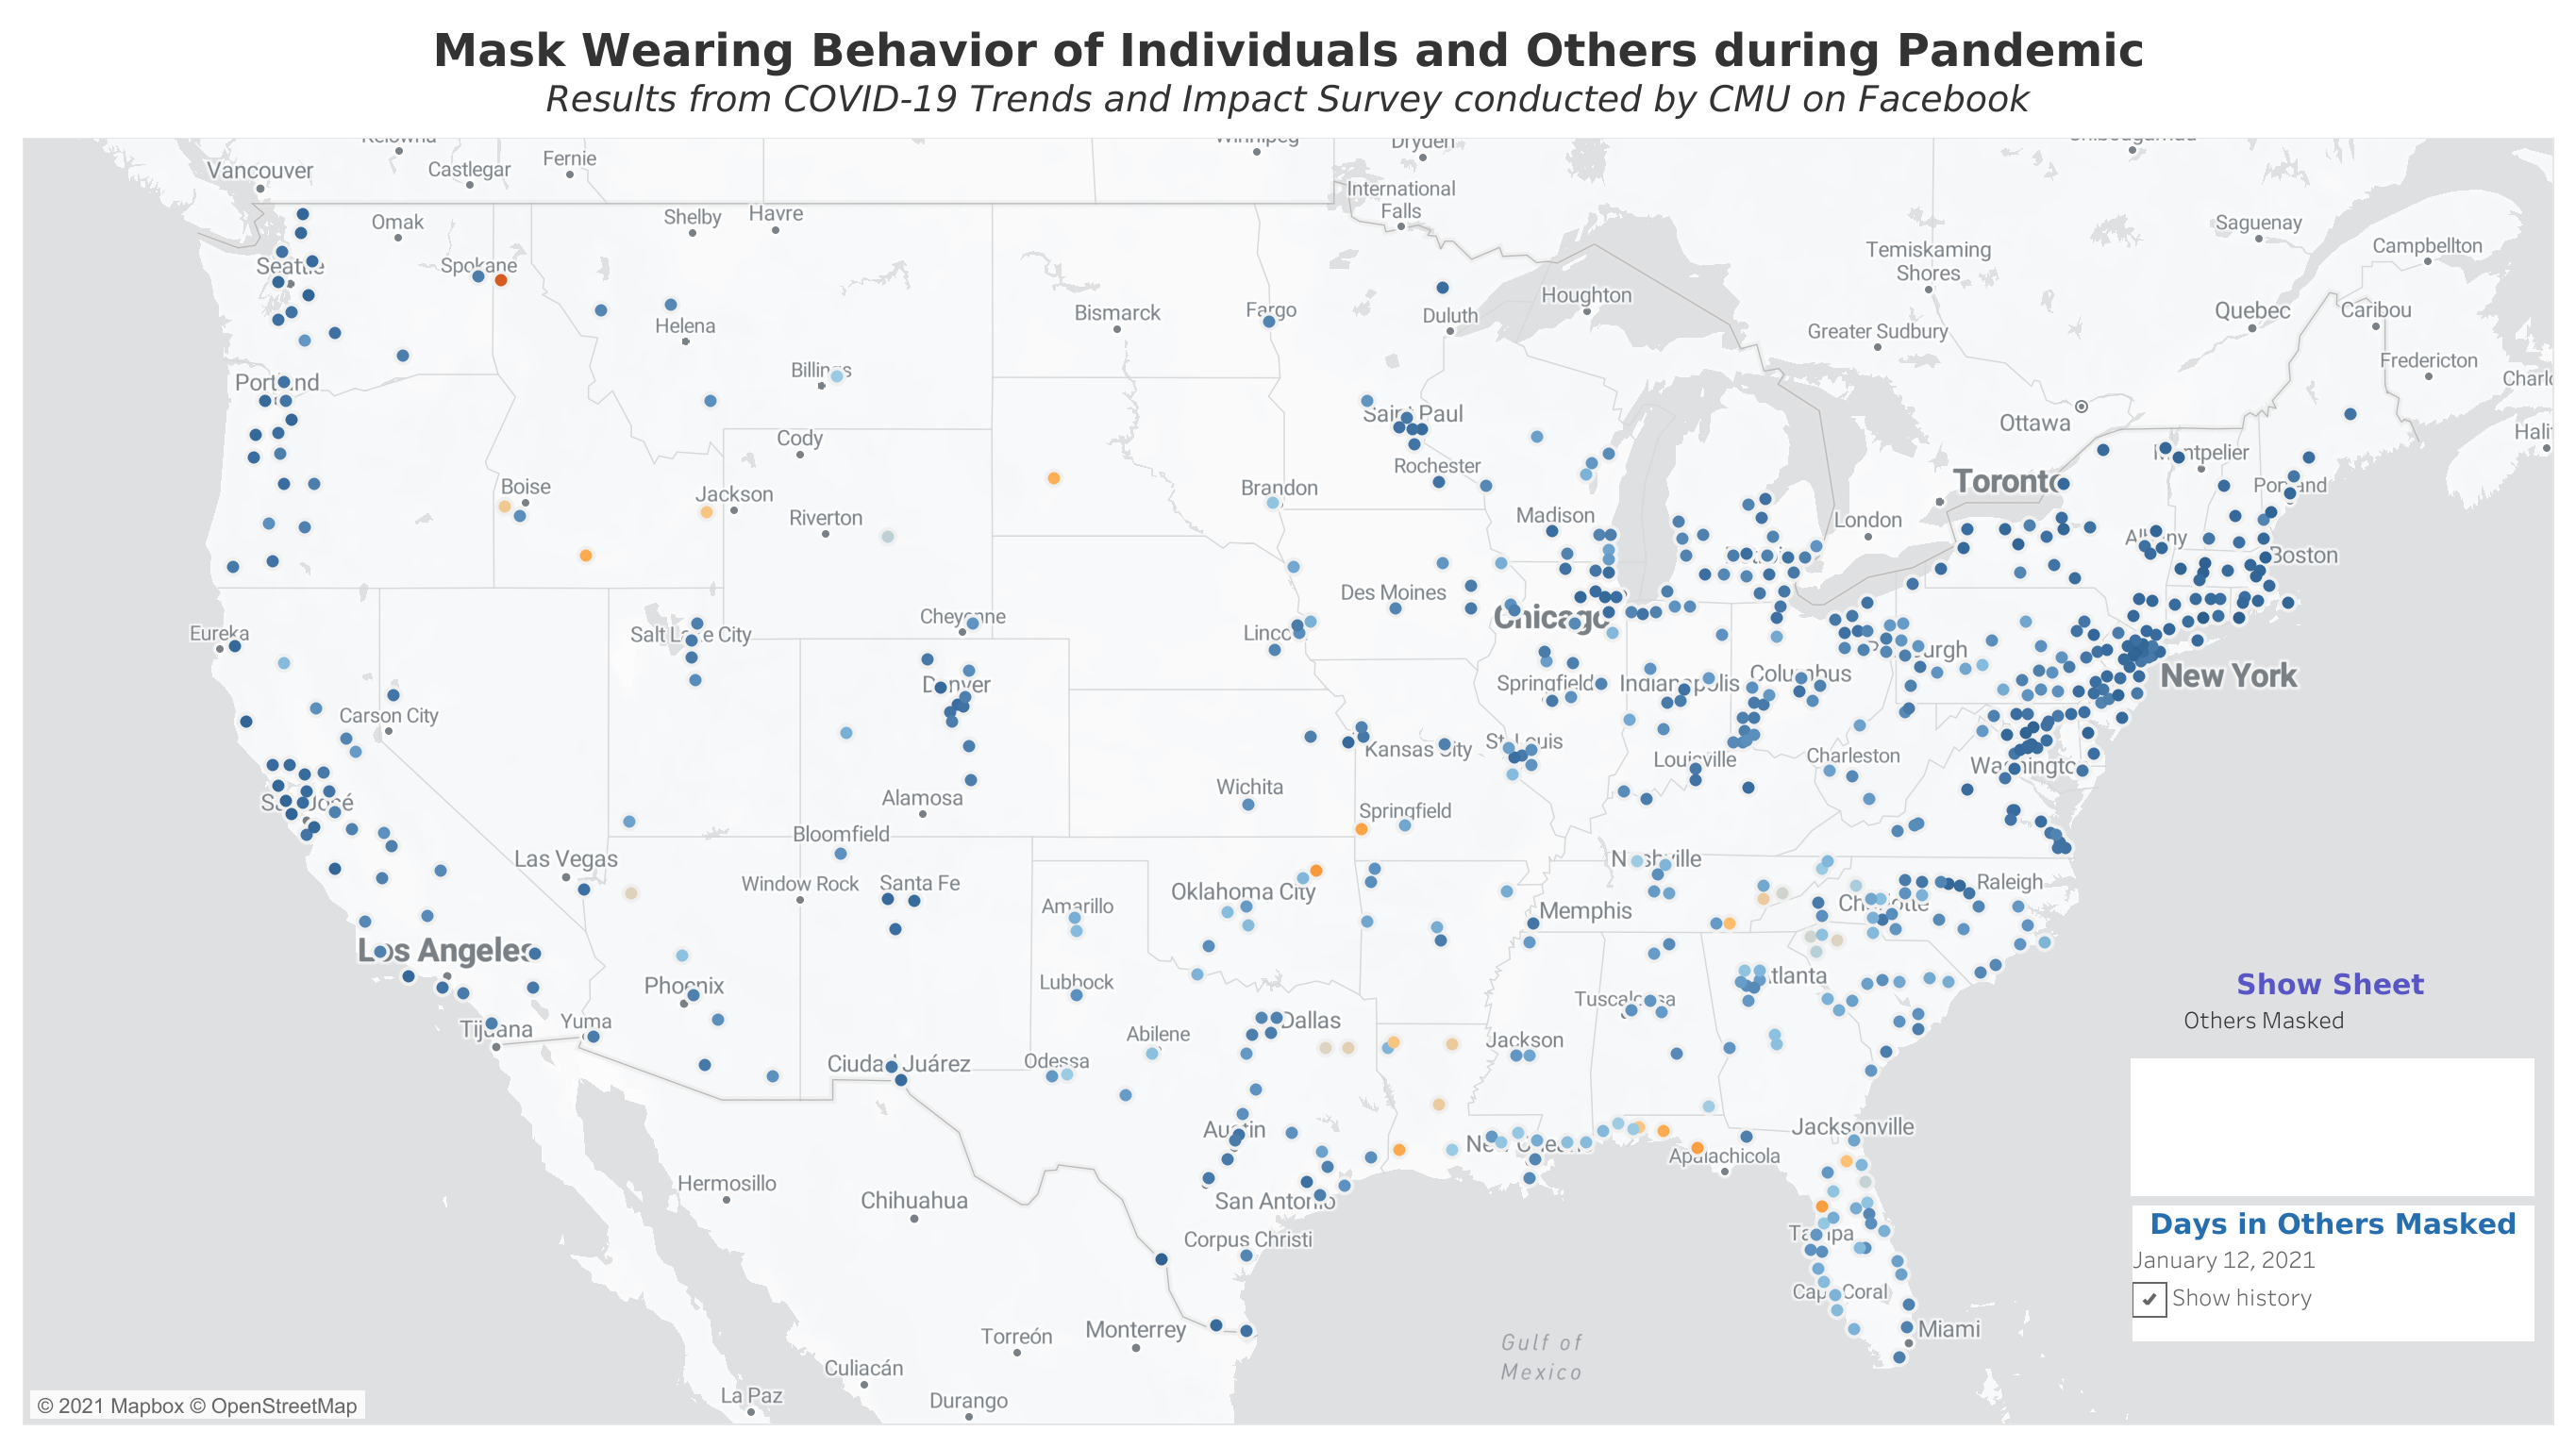 Mask Wearing Behavior of Individuals and Others during Pandemic
Results from COVID-19 Trends and Impact Survey conducted by CMU on Facebook
Vancouver
Castlegar
Fernie
Dryden
International
Falls
Omak
Shelby
Havre
Saguenay
Temiskaming
Shores
Campbellton
Seattle
Spokane
Houghton
Helena
Bismarck
Fargo
Duluth
Quebec
Caribou
Greater Sudbury
Fredericton
Billings
Portland
Saint Paul
Ottawa
Cody
Montpelier
Rochester
Toronto
Boise
Jackson
Brandon
Portland
Riverton
Madison
London
Albany
Detroit
Boston
Des Moines
Cheyenne
Chicago
Eureka
Salt Lake City
Pittsburgh
New York
Denver
Springfield
Indianapolis
Columbus
Carson City
Kansas City
St. Louis
Louisville
Charleston
Washington
Wichita
Alamosa
San José
Springfield
Bloomfield
Las Vegas
Nashville
Window Rock
Santa Fe
Oklahoma City
Raleigh
Amarillo
Memphis
Charlotte
Los Angeles
Phoenix
Lubbock
Atlanta
Show Sheet
Tuscaloosa
Others Masked
Tijuana
Yuma
Dallas
Abilene
Jackson
Ciudad Juárez
Odessa
Austin
New Orleans
Jacksonville
Apalachicola
Hermosillo
Chihuahua
San Antonio
Days in Others Masked
Tampa
Corpus Christi
January 12, 2021
Cape Coral
Show history
Torreón
Monterrey
Miami
Gulf of
Mexico
Culiacán
La Paz
Durango
© 2021 Mapbox © OpenStreetMap